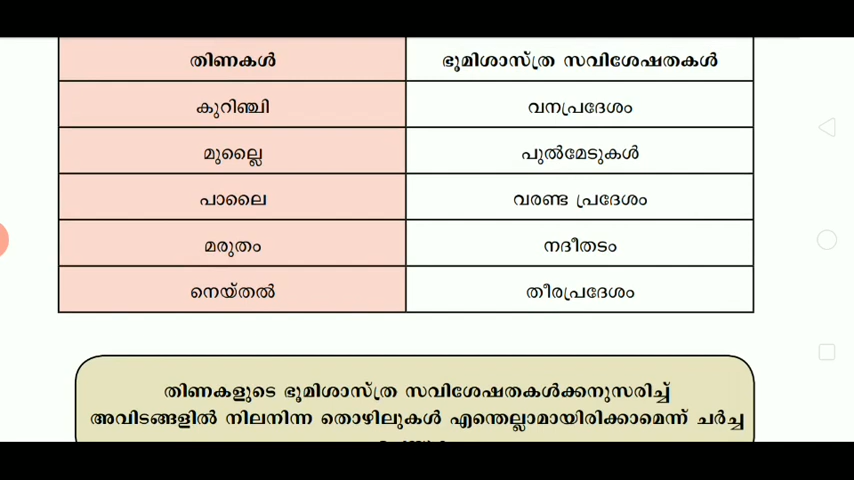 തിണകൾ ഭൂമിശാസ്ത്ര സവിശേഷതകൾ
കുറിഞ്ചി വനപ്രദേശം
മുല്ലൈ പുൽമേടുകൾ
പാലൈ വരണ്ട പ്രദേശം
മരുതം നദീതടം
നെയ്തൽ തീരപ്രദേശം
തിണകളുടെ ഭൂമിശാസ്ത്ര സവിശേഷതകൾക്കനുസരിച്ച്
അവിടങ്ങളിൽ നിലനിന്ന തൊഴിലുകൾ എന്തെല്ലാമായിരിക്കാമെന്ന് ചർച്ച